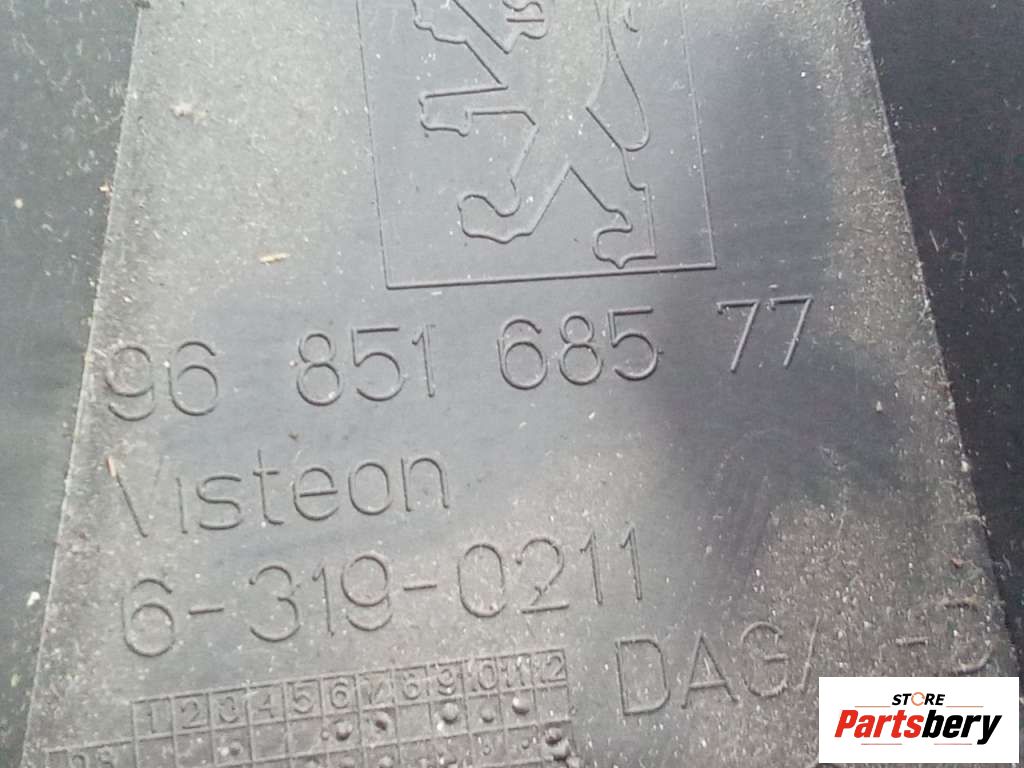 96 851 685 77
Visteon
6-319-0211
1 2 3 4 5 6 7 8 9 10 11 12
STORE
Partsbery